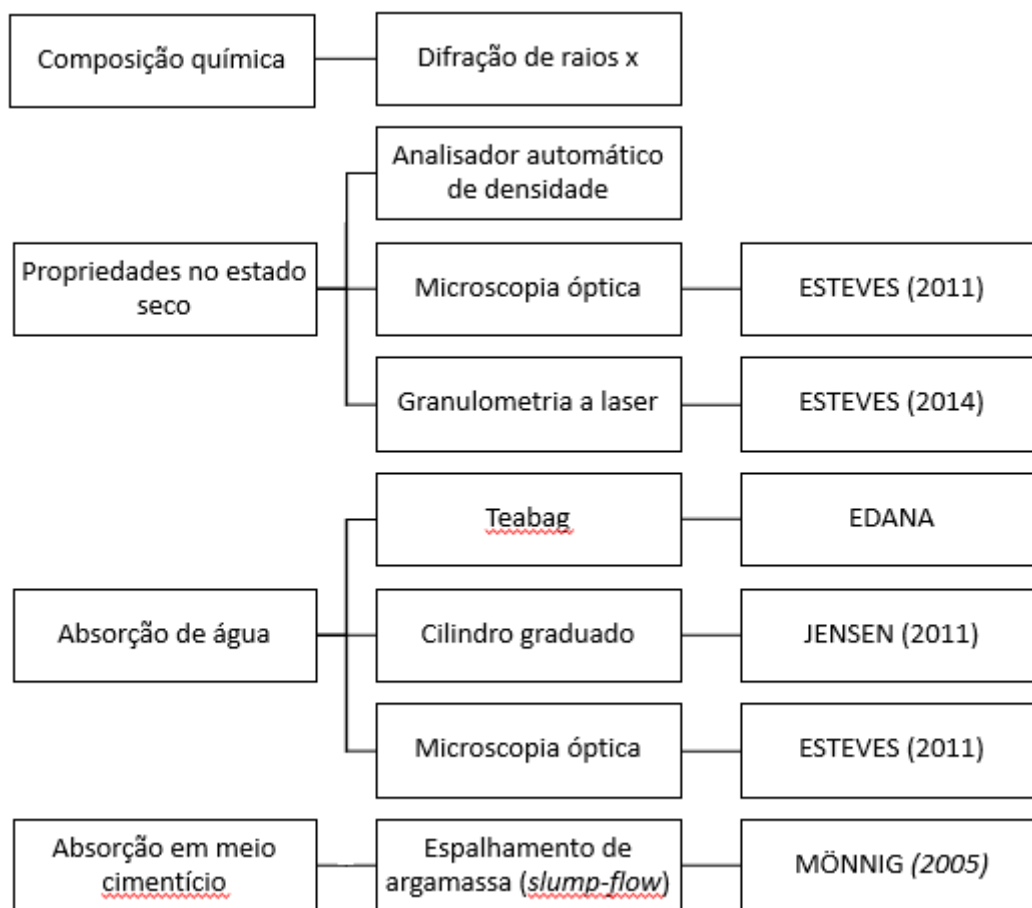 Composição química
Difração de raios x
Analisador automático
de densidade
Propriedades no estado
seco
Microscopia óptica
ESTEVES (2011)
Granulometria a laser
ESTEVES (2014)
Teabag
EDANA
Absorção de água
Cilindro graduado
JENSEN (2011)
Microscopia óptica
ESTEVES (2011)
Absorção em meio
cimentício
Espalhamento de
argamassa (slump-flow)
MÖNNIG (2005)